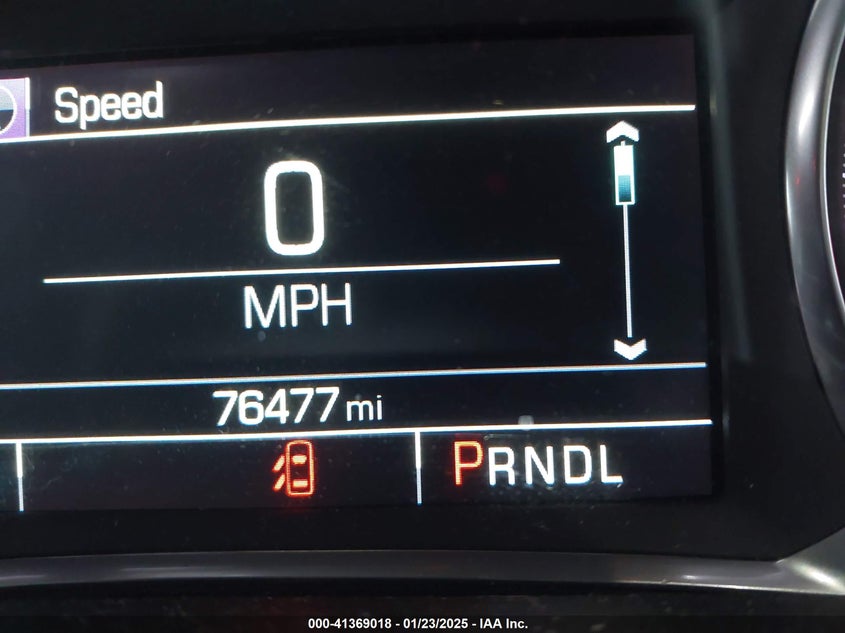 Speed
0
MPH
76477 mi
PRNDL
000-41369018 - 01/23/2025 - IAA Inc.